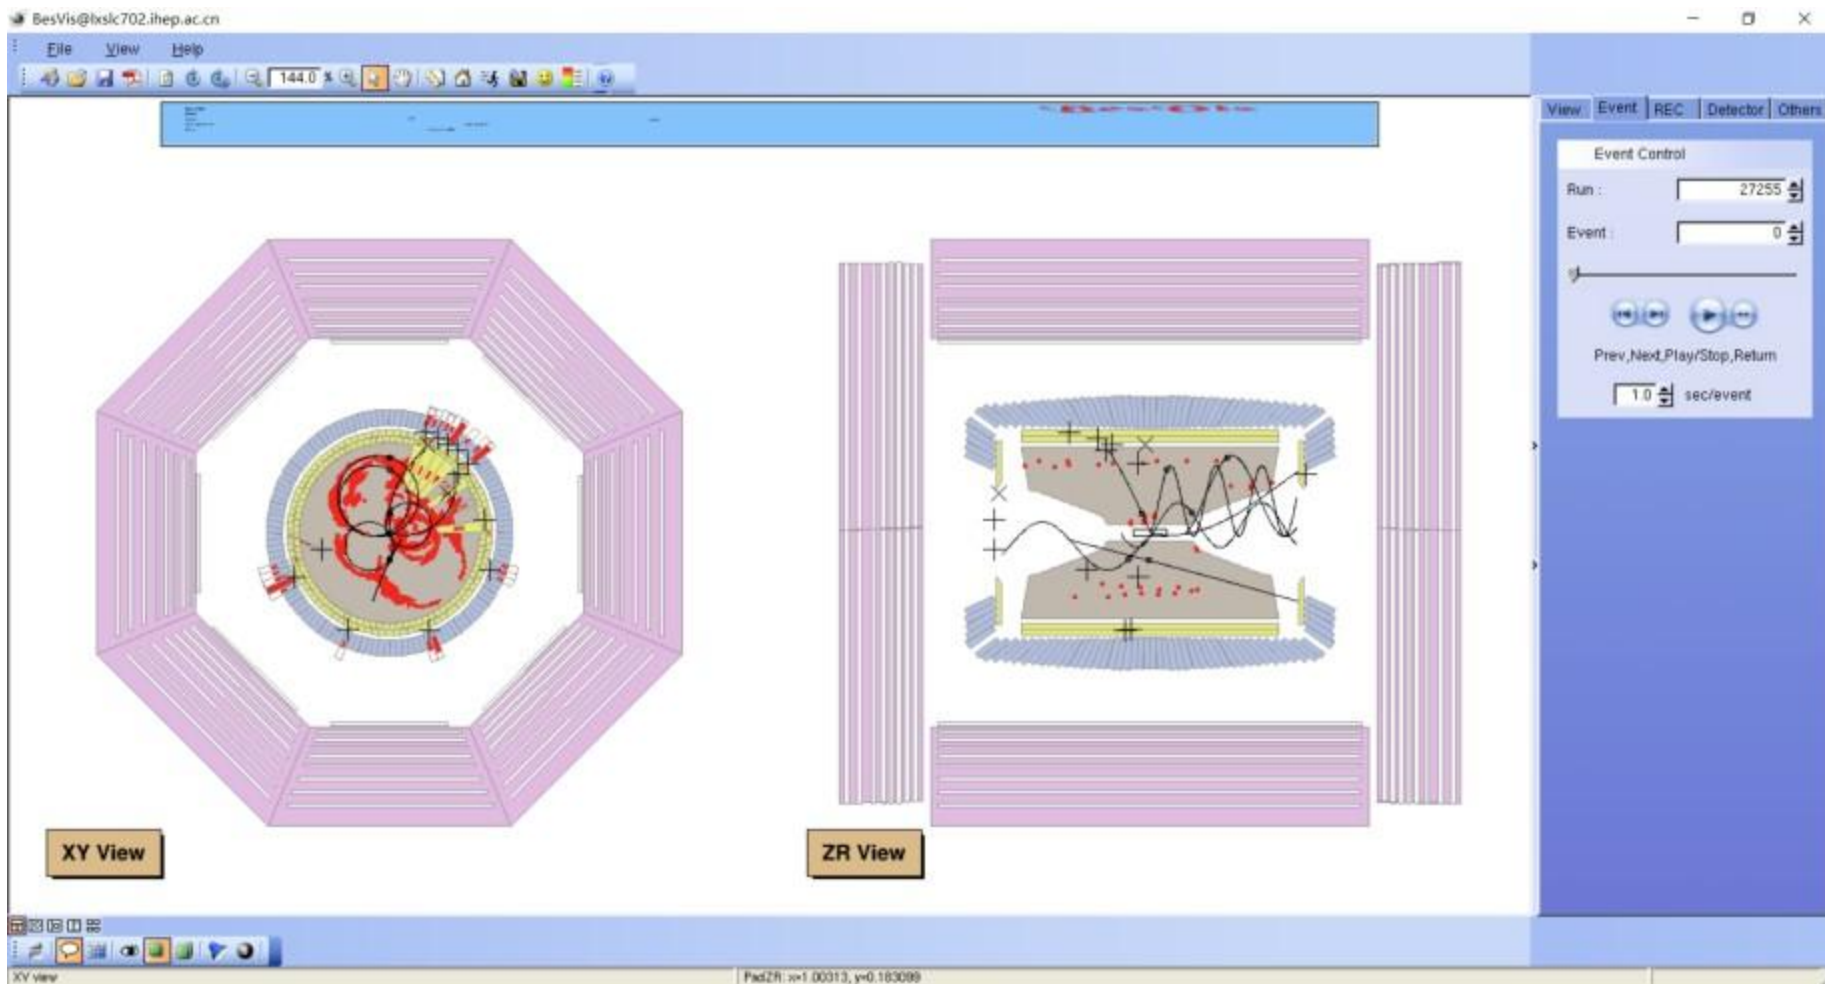 BesVis@lxslc702.ihep.ac.cn
File View Help
144.0 %
View Event REC Detector Others
Event Control
Run : 27255
Event : 0
Prev,Next,Play/Stop,Return
1.0 sec/event
XY View
ZR View
XY view
PadZR: x=1.00313, y=0.183099